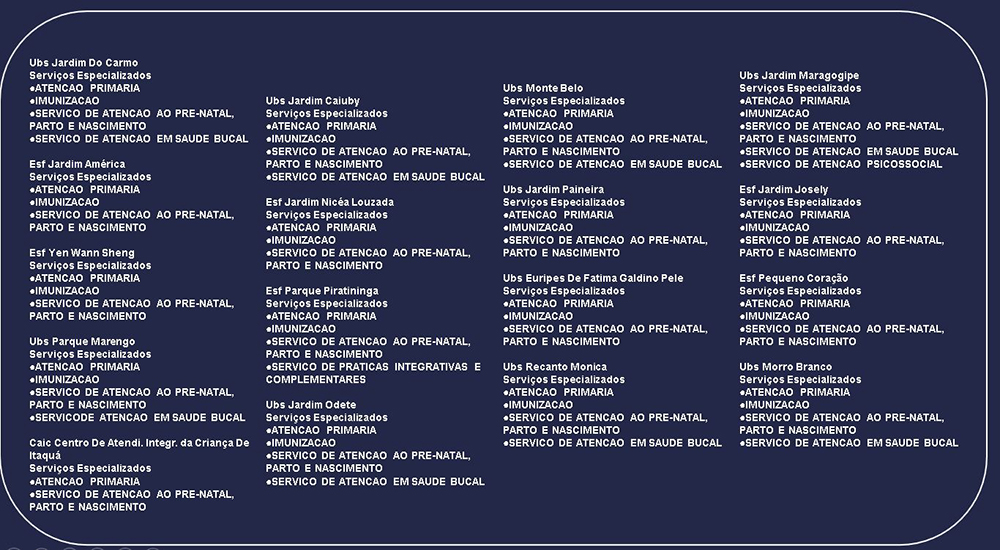 Ubs Jardim Do Carmo
Serviços Especializados
●ATENCAO PRIMARIA
●IMUNIZACAO
●SERVICO DE ATENCAO AO PRE-NATAL,
PARTO E NASCIMENTO
●SERVICO DE ATENCAO EM SAUDE BUCAL
Esf Jardim América
Serviços Especializados
●ATENCAO PRIMARIA
●IMUNIZACAO
●SERVICO DE ATENCAO AO PRE-NATAL,
PARTO E NASCIMENTO
Esf Yen Wann Sheng
Serviços Especializados
●ATENCAO PRIMARIA
●IMUNIZACAO
●SERVICO DE ATENCAO AO PRE-NATAL,
PARTO E NASCIMENTO
Ubs Parque Marengo
Serviços Especializados
●ATENCAO PRIMARIA
●IMUNIZACAO
●SERVICO DE ATENCAO AO PRE-NATAL,
PARTO E NASCIMENTO
●SERVICODE ATENCAO EM SAUDE BUCAL
Caic Centro De Atendi. Integr. da Criança De
Itaquá
Serviços Especializados
●ATENCAO PRIMARIA
●SERVICO DE ATENCAO AO PRE-NATAL,
PARTO E NASCIMENTO
Ubs Jardim Caiuby
Serviços Especializados
●ATENCAO PRIMARIA
●IMUNIZACAO
●SERVICO DE ATENCAO AO PRE-NATAL,
PARTO E NASCIMENTO
●SERVICO DE ATENCAO EM SAUDE BUCAL
Esf Jardim Nicéa Louzada
Serviços Especializados
●ATENCAO PRIMARIA
●IMUNIZACAO
●SERVICO DE ATENCAO AO PRE-NATAL,
PARTO E NASCIMENTO
Esf Parque Piratininga
Serviços Especializados
●ATENCAO PRIMARIA
●IMUNIZACAO
●SERVICO DE ATENCAO AO PRE-NATAL,
PARTO E NASCIMENTO
●SERVICO DE PRATICAS INTEGRATIVAS E
COMPLEMENTARES
Ubs Jardim Odete
Serviços Especializados
●ATENCAO PRIMARIA
●IMUNIZACAO
●SERVICO DE ATENCAO AO PRE-NATAL,
PARTO E NASCIMENTO
●SERVICO DE ATENCAO EM SAUDE BUCAL
Ubs Monte Belo
Serviços Especializados
●ATENCAO PRIMARIA
●IMUNIZACAO
●SERVICO DE ATENCAO AO PRE-NATAL,
PARTO E NASCIMENTO
●SERVICO DE ATENCAO EM SAUDE BUCAL
Ubs Jardim Paineira
Serviços Especializados
●ATENCAO PRIMARIA
●IMUNIZACAO
●SERVICO DE ATENCAO AO PRE-NATAL,
PARTO E NASCIMENTO
Ubs Euripes De Fatima Galdino Pele
Serviços Especializados
●ATENCAO PRIMARIA
●IMUNIZACAO
●SERVICO DE ATENCAO AO PRE-NATAL,
PARTO E NASCIMENTO
Ubs Recanto Monica
Serviços Especializados
●ATENCAO PRIMARIA
●IMUNIZACAO
●SERVICO DE ATENCAO AO PRE-NATAL,
PARTO E NASCIMENTO
●SERVICO DE ATENCAO EM SAUDE BUCAL
Ubs Jardim Maragogipe
Serviços Especializados
●ATENCAO PRIMARIA
●IMUNIZACAO
●SERVICO DE ATENCAO AO PRE-NATAL,
PARTO E NASCIMENTO
●SERVICO DE ATENCAO EM SAUDE BUCAL
●SERVICO DE ATENCAO PSICOSSOCIAL
Esf Jardim Josely
Serviços Especializados
●ATENCAO PRIMARIA
●IMUNIZACAO
●SERVICO DE ATENCAO AO PRE-NATAL,
PARTO E NASCIMENTO
Esf Pequeno Coração
Serviços Especializados
●ATENCAO PRIMARIA
●IMUNIZACAO
●SERVICO DE ATENCAO AO PRE-NATAL,
PARTO E NASCIMENTO
Ubs Morro Branco
Serviços Especializados
●ATENCAO PRIMARIA
●IMUNIZACAO
●SERVICO DE ATENCAO AO PRE-NATAL,
PARTO E NASCIMENTO
●SERVICO DE ATENCAO EM SAUDE BUCAL